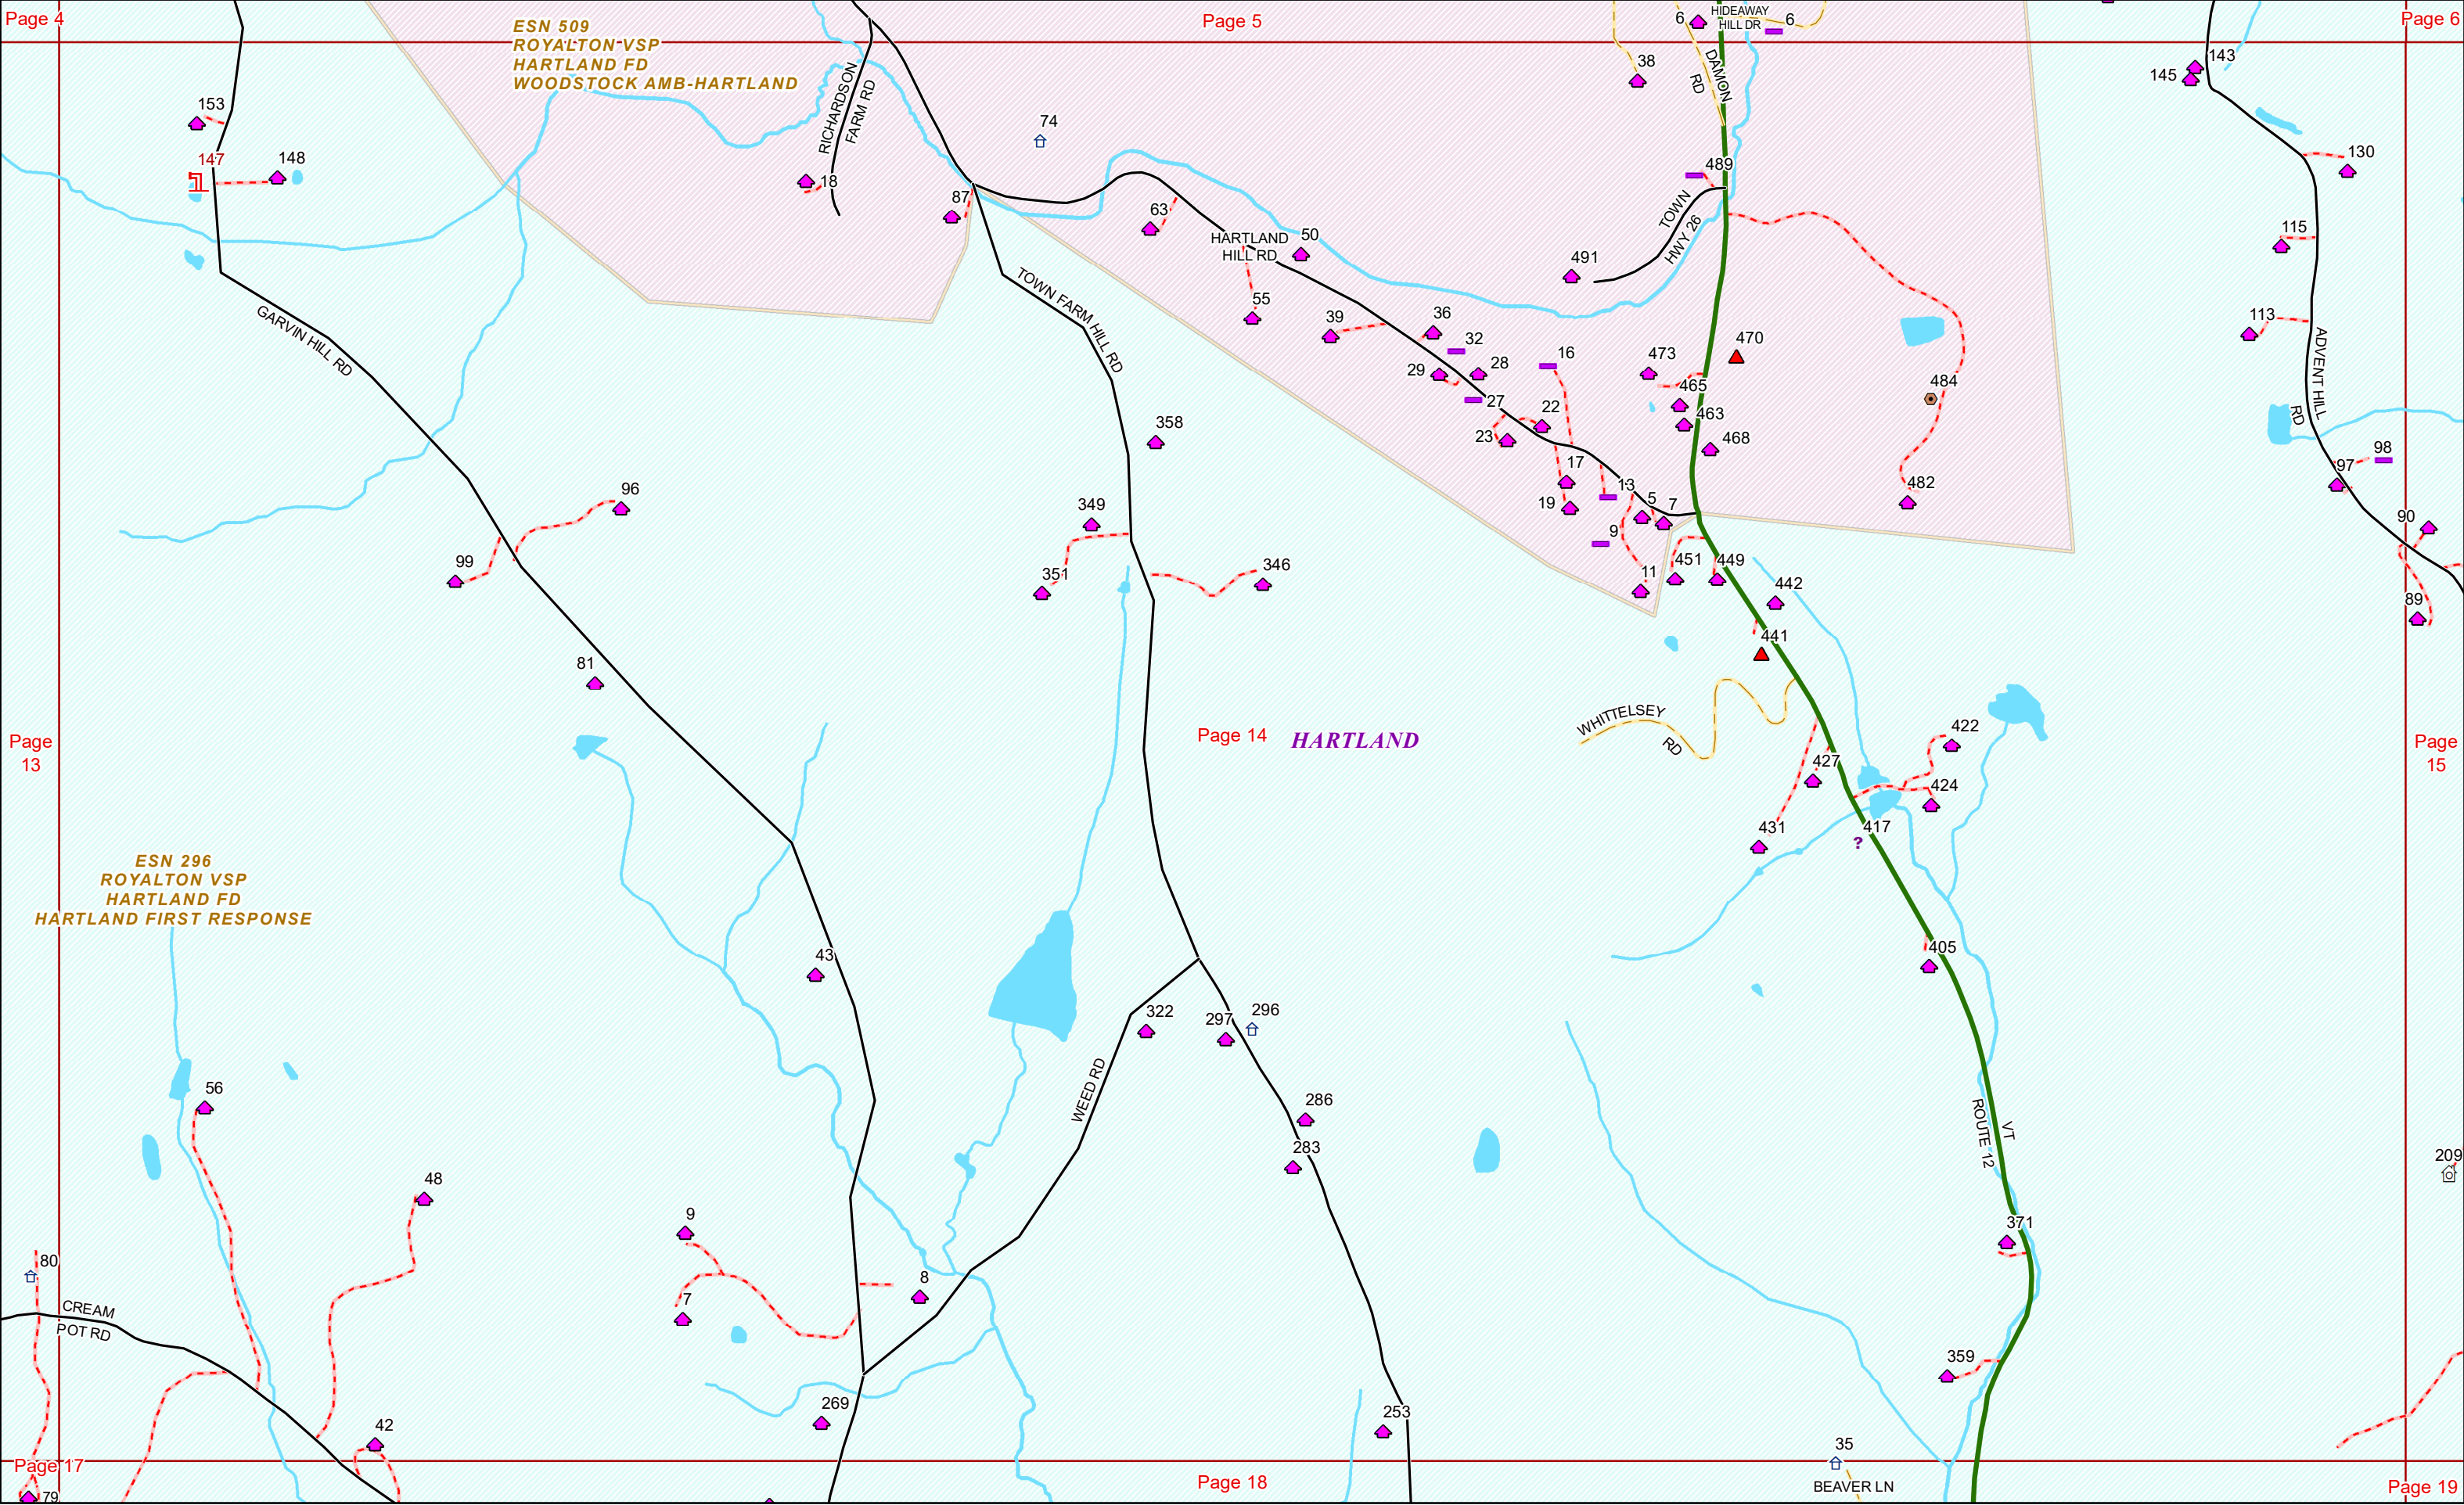 Page 4
Page 5
Page 6
ESN 509
ROYALTON VSP
HARTLAND FD
WOODSTOCK AMB-HARTLAND
HIDEAWAY
HILL DR
6
6
DAMON
RD
38
143
145
153
147
148
RICHARDSON
FARM RD
18
74
87
63
HARTLAND
HILL RD
50
55
39
36
32
29
28
27
16
22
23
17
19
13
5
7
9
11
489
TOWN
HWY 26
491
470
473
465
463
468
484
482
130
115
113
ADVENT HILL
RD
98
97
90
89
GARVIN HILL RD
TOWN FARM HILL RD
358
349
351
346
96
99
81
451
449
442
441
WHITTELSEY
RD
Page
13
Page 14
HARTLAND
Page
15
422
427
424
431
417
?
405
ESN 296
ROYALTON VSP
HARTLAND FD
HARTLAND FIRST RESPONSE
43
322
297
296
WEED RD
286
283
56
48
9
7
8
VT
ROUTE 12
209
371
359
80
CREAM
POT RD
42
269
253
35
BEAVER LN
Page 17
79
Page 18
Page 19